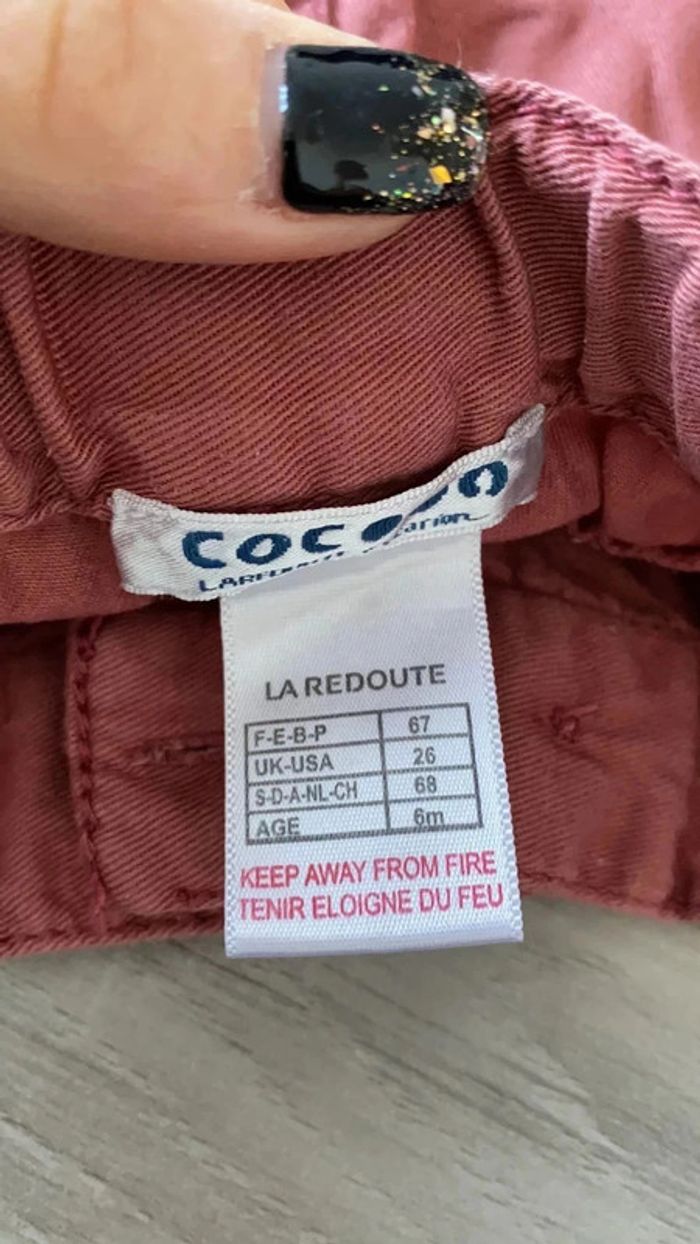 LA REDOUTE
F-E-B-P 67
UK-USA 26
S-D-A-NL-CH 68
AGE 6m
KEEP AWAY FROM FIRE
TENIR ELOIGNE DU FEU